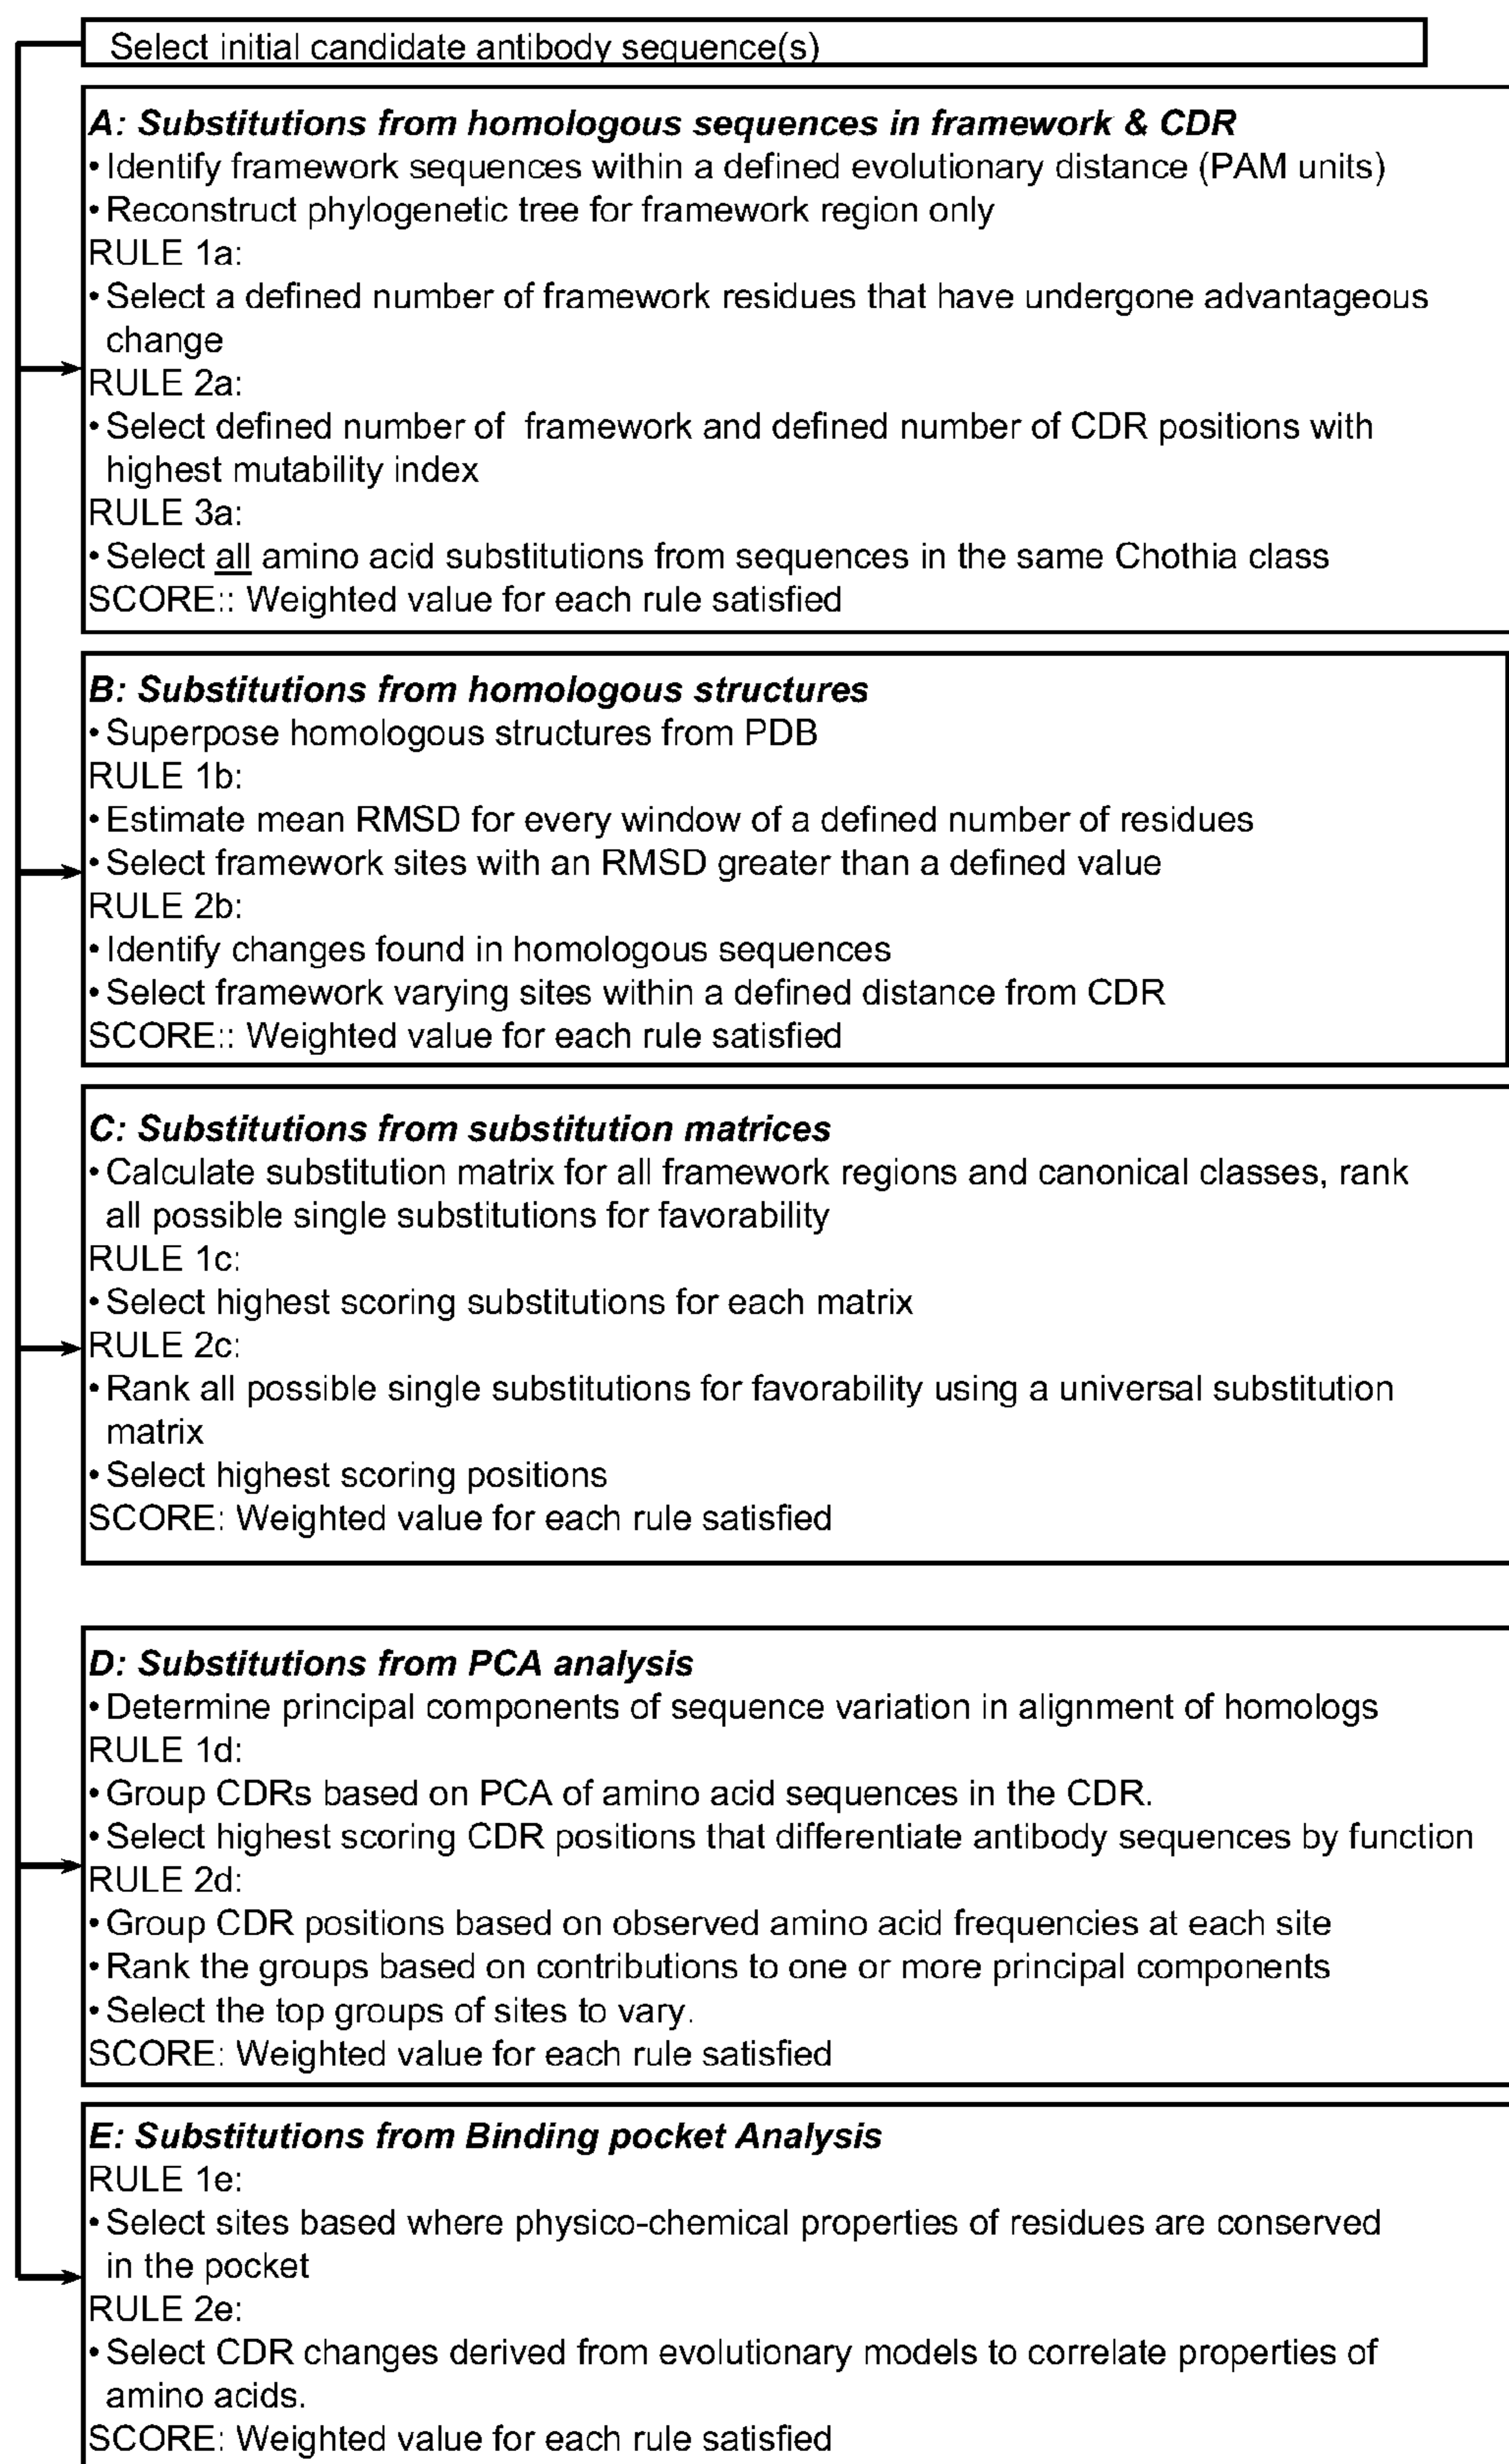 Select initial candidate antibody sequence(s)
A: Substitutions from homologous sequences in framework & CDR
• Identify framework sequences within a defined evolutionary distance (PAM units)
• Reconstruct phylogenetic tree for framework region only
RULE 1a:
• Select a defined number of framework residues that have undergone advantageous
change
RULE 2a:
• Select defined number of framework and defined number of CDR positions with
highest mutability index
RULE 3a:
• Select all amino acid substitutions from sequences in the same Chothia class
SCORE:: Weighted value for each rule satisfied
B: Substitutions from homologous structures
• Superpose homologous structures from PDB
RULE 1b:
• Estimate mean RMSD for every window of a defined number of residues
• Select framework sites with an RMSD greater than a defined value
RULE 2b:
• Identify changes found in homologous sequences
• Select framework varying sites within a defined distance from CDR
SCORE:: Weighted value for each rule satisfied
C: Substitutions from substitution matrices
• Calculate substitution matrix for all framework regions and canonical classes, rank
all possible single substitutions for favorability
RULE 1c:
• Select highest scoring substitutions for each matrix
RULE 2c:
• Rank all possible single substitutions for favorability using a universal substitution
matrix
• Select highest scoring positions
SCORE: Weighted value for each rule satisfied
D: Substitutions from PCA analysis
• Determine principal components of sequence variation in alignment of homologs
RULE 1d:
• Group CDRs based on PCA of amino acid sequences in the CDR.
• Select highest scoring CDR positions that differentiate antibody sequences by function
RULE 2d:
• Group CDR positions based on observed amino acid frequencies at each site
• Rank the groups based on contributions to one or more principal components
• Select the top groups of sites to vary.
SCORE: Weighted value for each rule satisfied
E: Substitutions from Binding pocket Analysis
RULE 1e:
• Select sites based where physico-chemical properties of residues are conserved
in the pocket
RULE 2e:
• Select CDR changes derived from evolutionary models to correlate properties of
amino acids.
SCORE: Weighted value for each rule satisfied